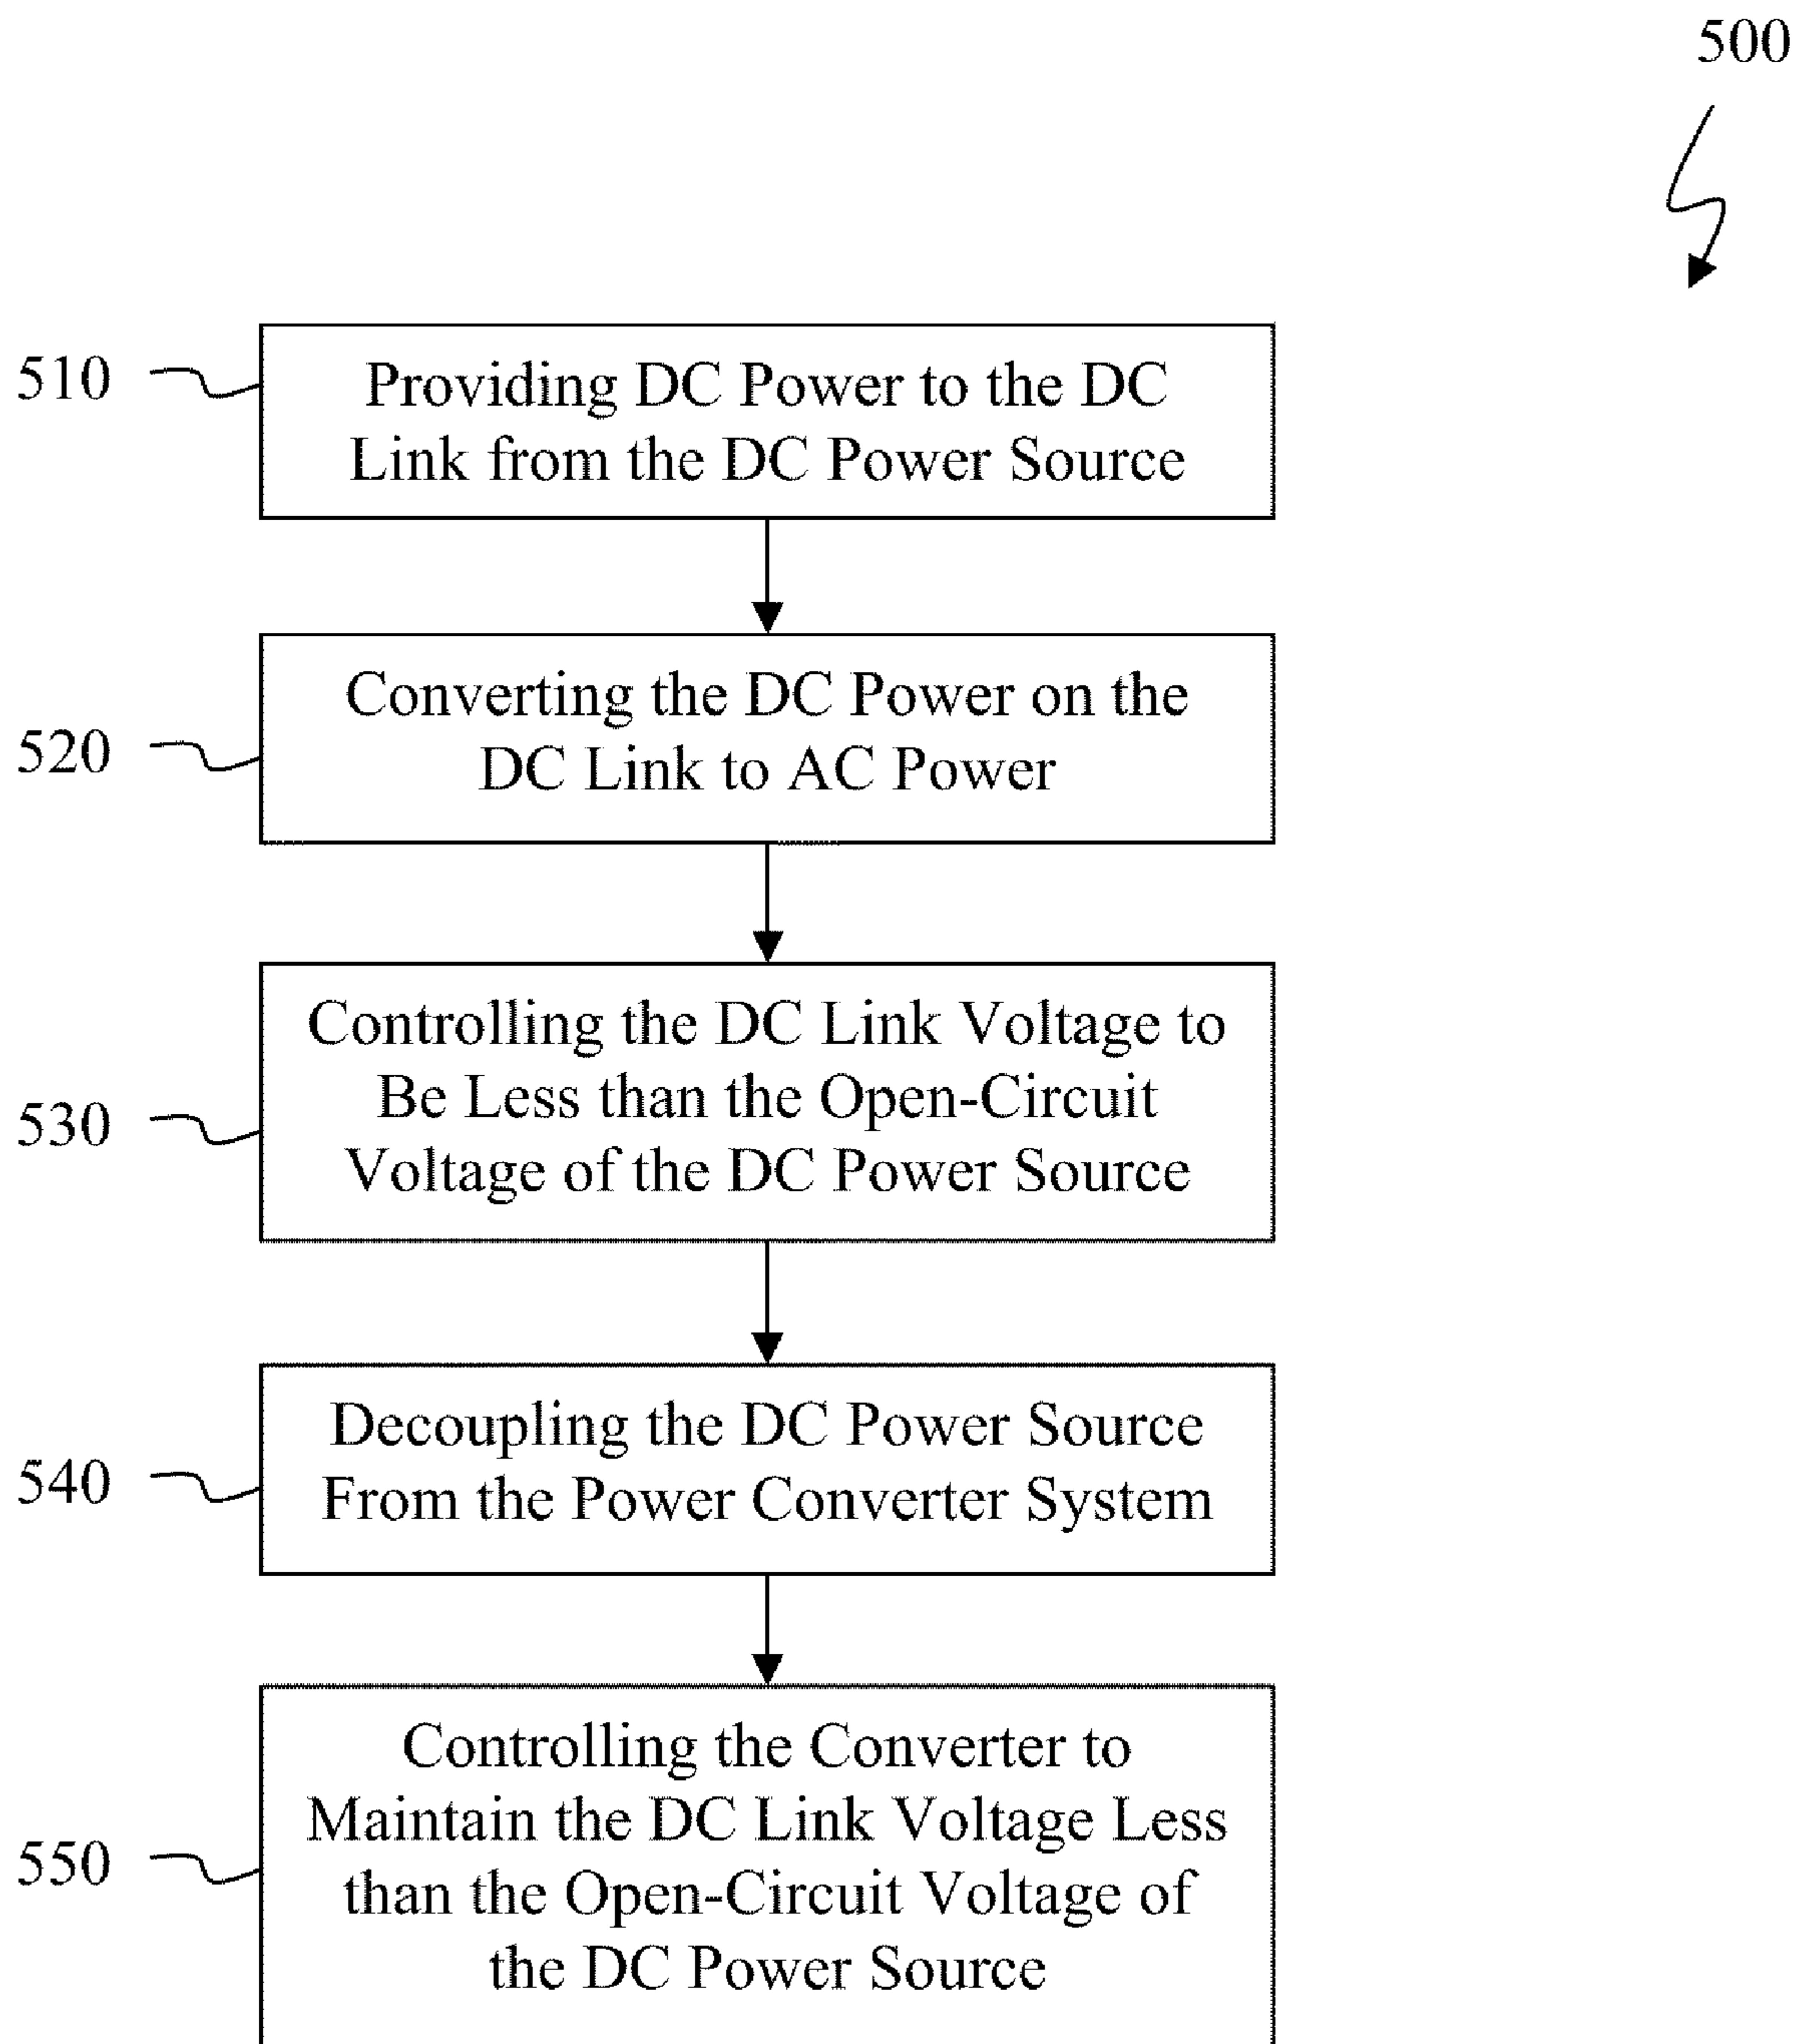 500
510
Providing DC Power to the DC
Link from the DC Power Source
520
Converting the DC Power on the
DC Link to AC Power
530
Controlling the DC Link Voltage to
Be Less than the Open-Circuit
Voltage of the DC Power Source
540
Decoupling the DC Power Source
From the Power Converter System
550
Controlling the Converter to
Maintain the DC Link Voltage Less
than the Open-Circuit Voltage of
the DC Power Source